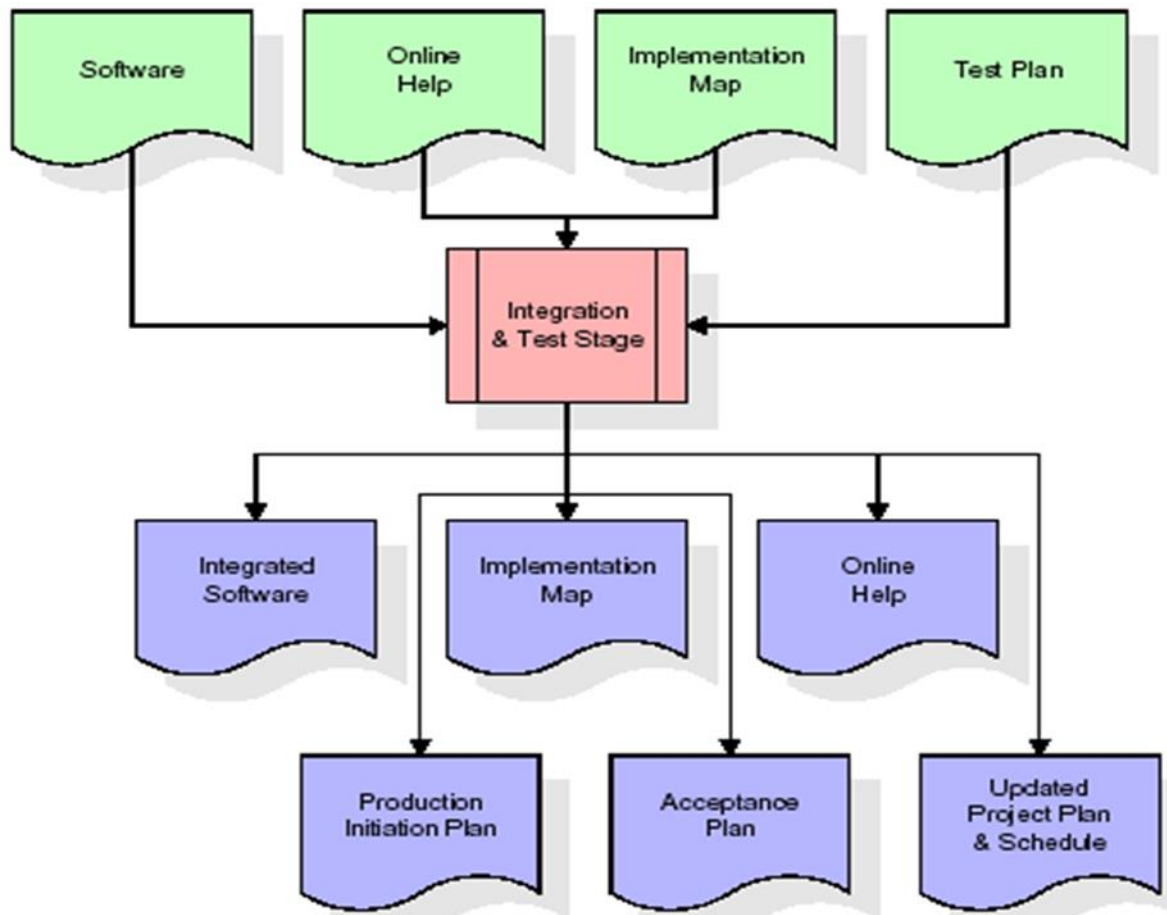 Software
Online
Help
Implementation
Map
Test Plan
Integration
& Test Stage
Integrated
Software
Implementation
Map
Online
Help
Production
Initiation Plan
Acceptance
Plan
Updated
Project Plan
& Schedule